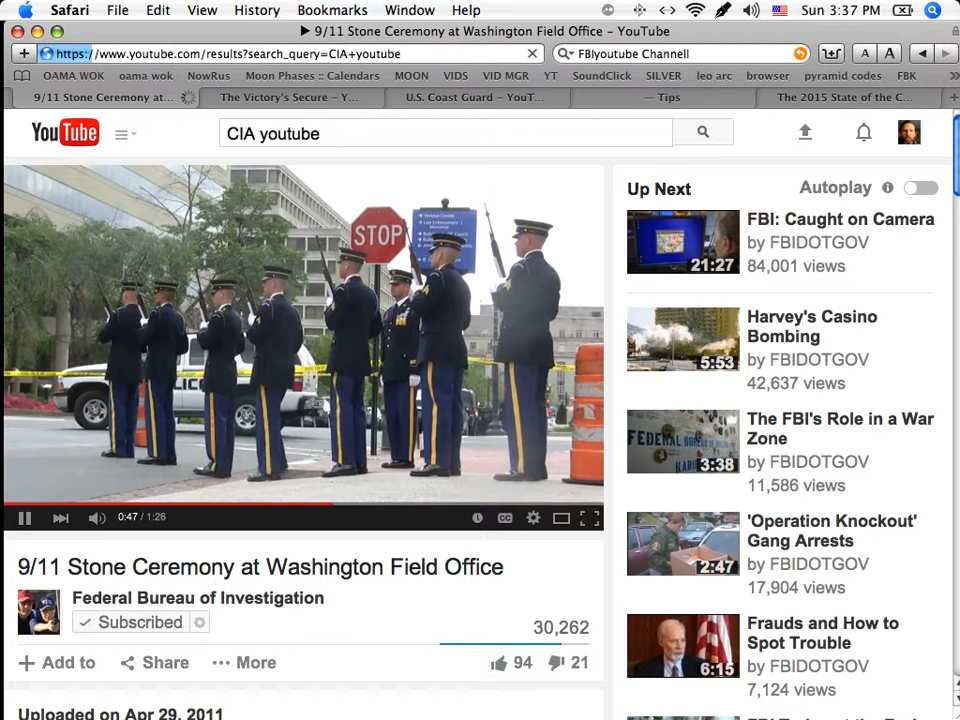 Safari File Edit View History Bookmarks Window Help Sun 3:37 PM
9/11 Stone Ceremony at Washington Field Office - YouTube
https://www.youtube.com/results?search_query=CIA+youtube FBIyoutube Channell A A
OAMA WOK oama wok NowRus Moon Phases :: Calendars MOON VIDS VID MGR YT SoundClick SILVER leo arc browser pyramid codes FBK
9/11 Stone Ceremony at... The Victory's Secure - Y... U.S. Coast Guard - YouT... — Tips The 2015 State of the C...
YouTube CIA youtube
Up Next Autoplay
STOP
FBI: Caught on Camera
by FBIDOTGOV
84,001 views
21:27
Harvey's Casino
Bombing
by FBIDOTGOV
42,637 views
5:53
The FBI's Role in a War
Zone
by FBIDOTGOV
11,586 views
FEDERAL
3:38
'Operation Knockout'
Gang Arrests
by FBIDOTGOV
17,904 views
2:47
Frauds and How to
Spot Trouble
by FBIDOTGOV
7,124 views
6:15
0:47 / 1:26 CC
9/11 Stone Ceremony at Washington Field Office
Federal Bureau of Investigation
Subscribed
30,262
Add to Share More 94 21
Uploaded on Apr 29, 2011